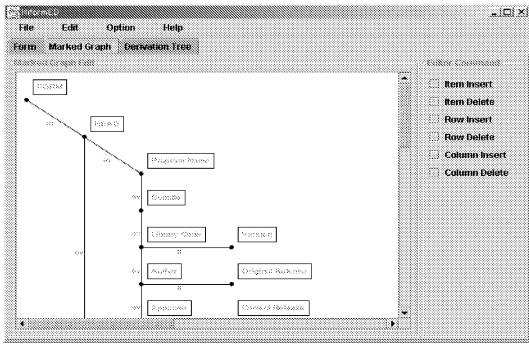 InformED
File Edit Option Help
Form Marked Graph Derivation Tree
Marked Graph Edit
Editor Command
FORM
HEAD
Program Name
Subtitle
Library Code Version
Author Original Release
Approver Current Release
Item Insert
Item Delete
Row Insert
Row Delete
Column Insert
Column Delete